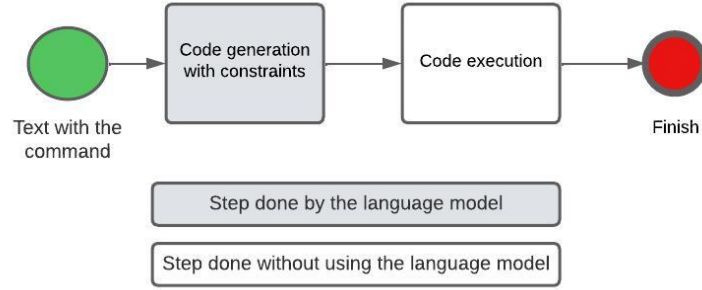 Code generation
with constraints
Code execution
Text with the
command
Finish
Step done by the language model
Step done without using the language model